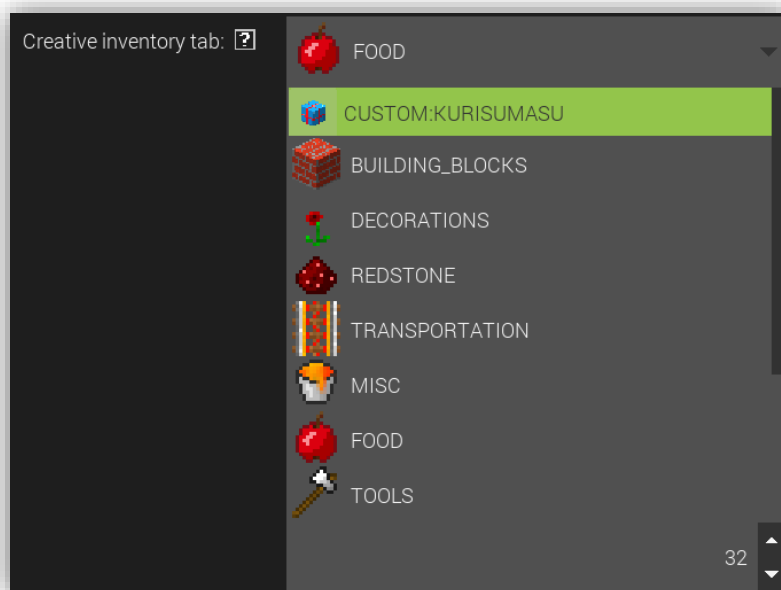 Creative inventory tab: [?]
FOOD
CUSTOM:KURISUMASU
BUILDING_BLOCKS
DECORATIONS
REDSTONE
TRANSPORTATION
MISC
FOOD
TOOLS
32